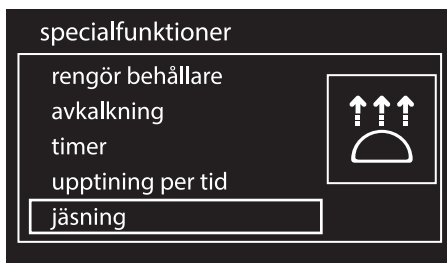 specialfunktioner
rengör behållare
avkalkning
timer
upptining per tid
jäsning